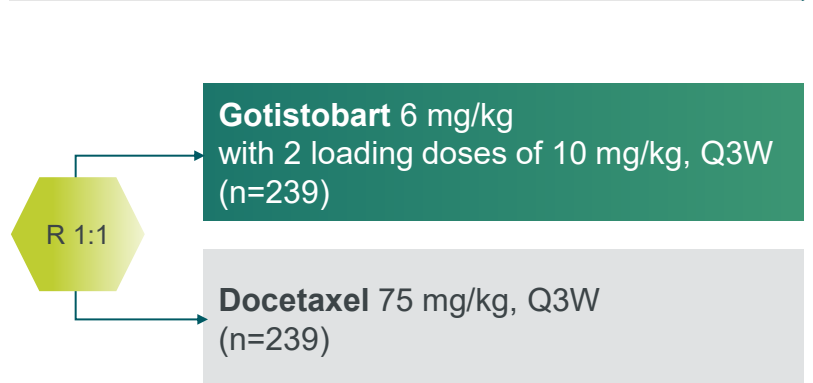 Gotistobart 6 mg/kg
with 2 loading doses of 10 mg/kg, Q3W
(n=239)
R 1:1
Docetaxel 75 mg/kg, Q3W
(n=239)